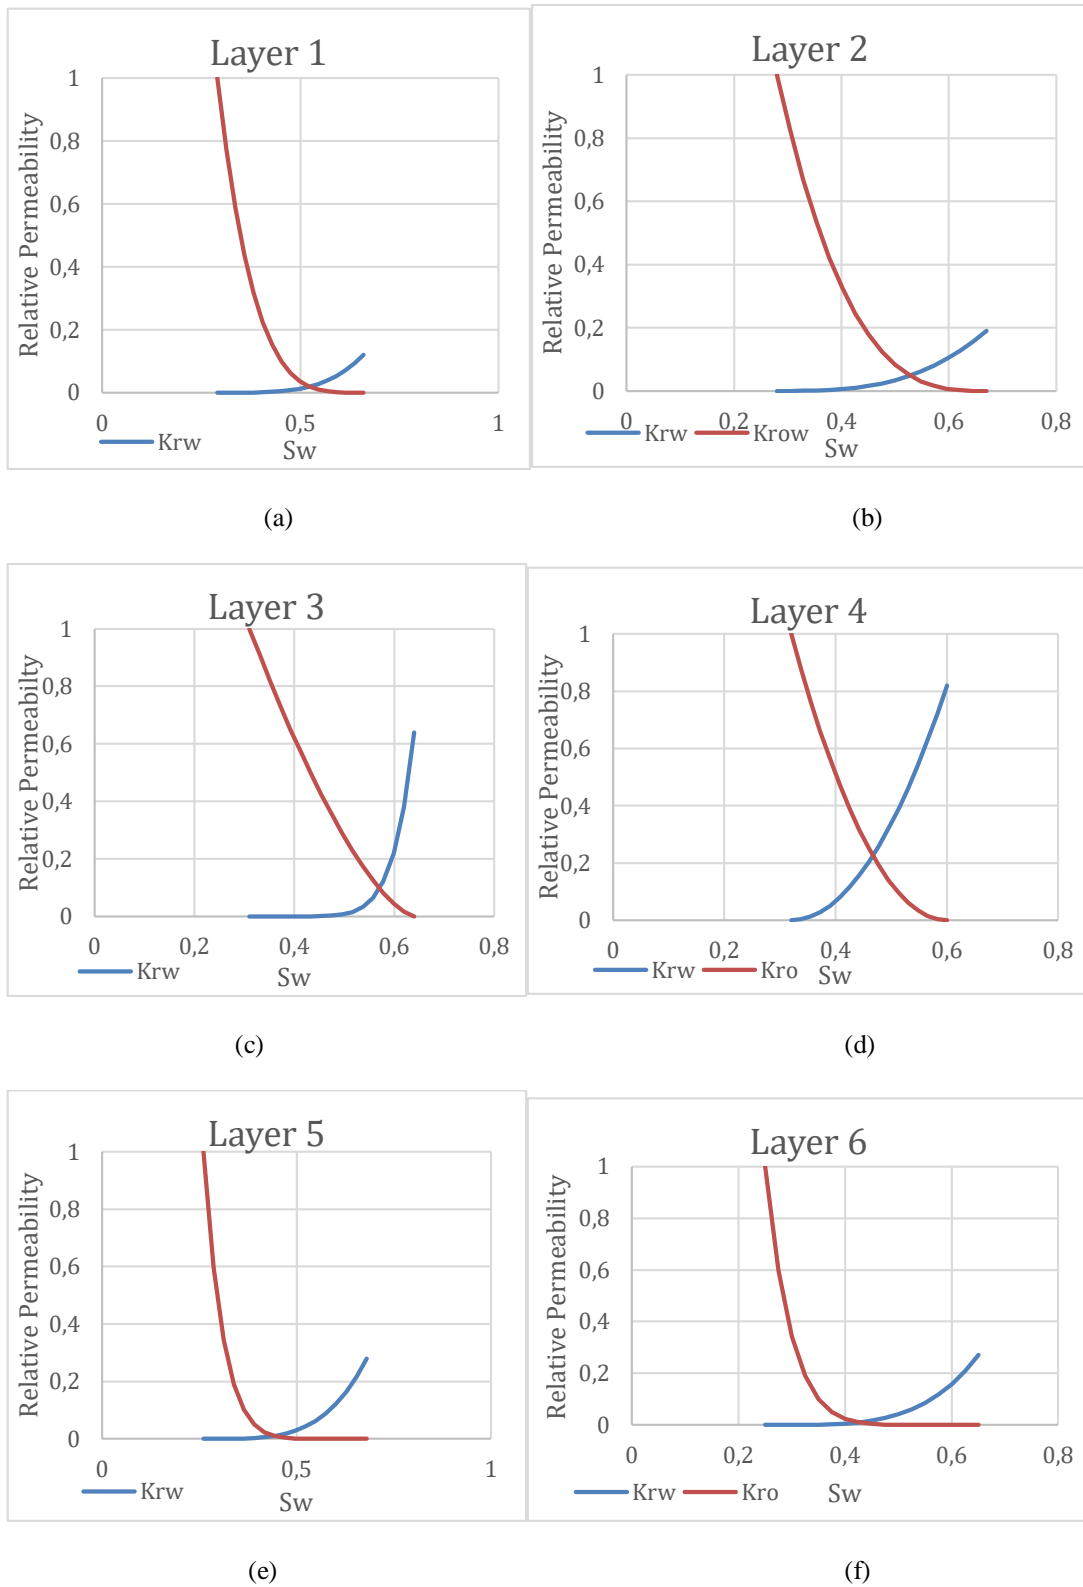 Layer 1
Relative Permeability
1
0,8
0,6
0,4
0,2
0
0
0,5
1
Krw
Sw
(a)
Layer 2
Relative Permeability
1
0,8
0,6
0,4
0,2
0
0
0,2
0,4
0,6
0,8
Krw
Krow
Sw
(b)
Layer 3
Relative Permeabilty
1
0,8
0,6
0,4
0,2
0
0
0,2
0,4
0,6
0,8
Krw
Sw
(c)
Layer 4
Relative Permeability
1
0,8
0,6
0,4
0,2
0
0
0,2
0,4
0,6
0,8
Krw
Kro
Sw
(d)
Layer 5
Relative Permeability
1
0,8
0,6
0,4
0,2
0
0
0,5
1
Krw
Sw
(e)
Layer 6
Relative Permeability
1
0,8
0,6
0,4
0,2
0
0
0,2
0,4
0,6
0,8
Krw
Kro
Sw
(f)